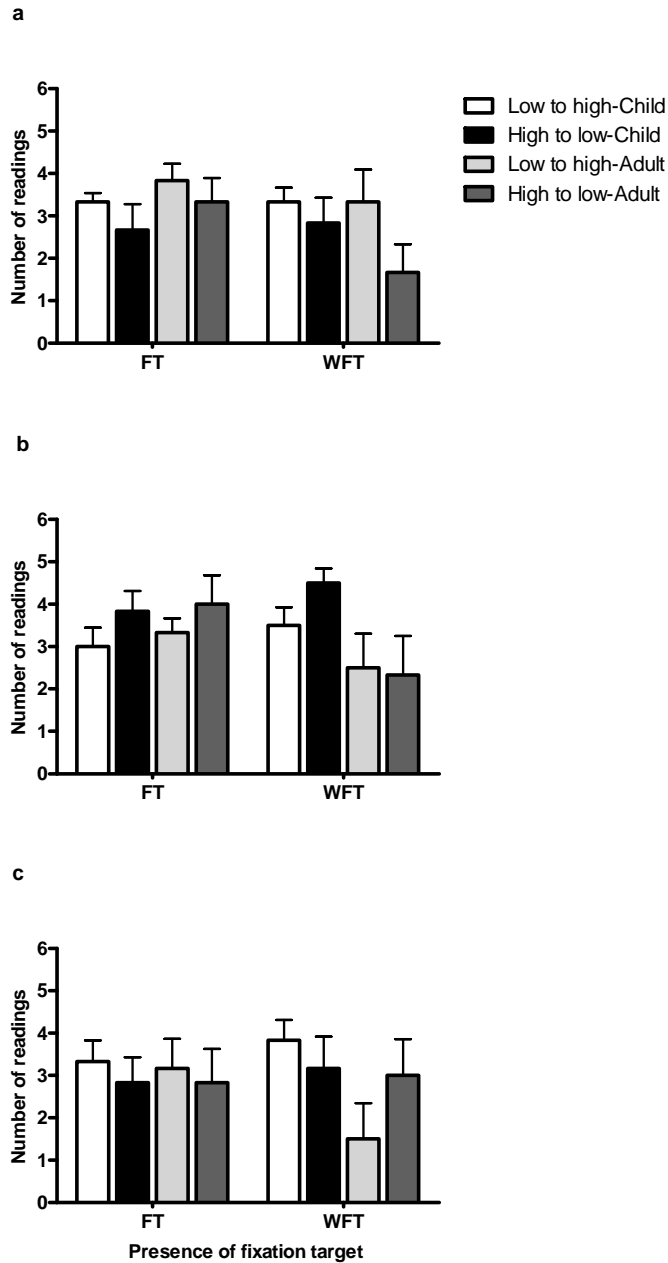 a
Number of readings
6
5
4
3
2
1
0
FT
WFT
Low to high-Child
High to low-Child
Low to high-Adult
High to low-Adult
b
Number of readings
6
5
4
3
2
1
0
FT
WFT
c
Number of readings
6
5
4
3
2
1
0
FT
WFT
Presence of fixation target